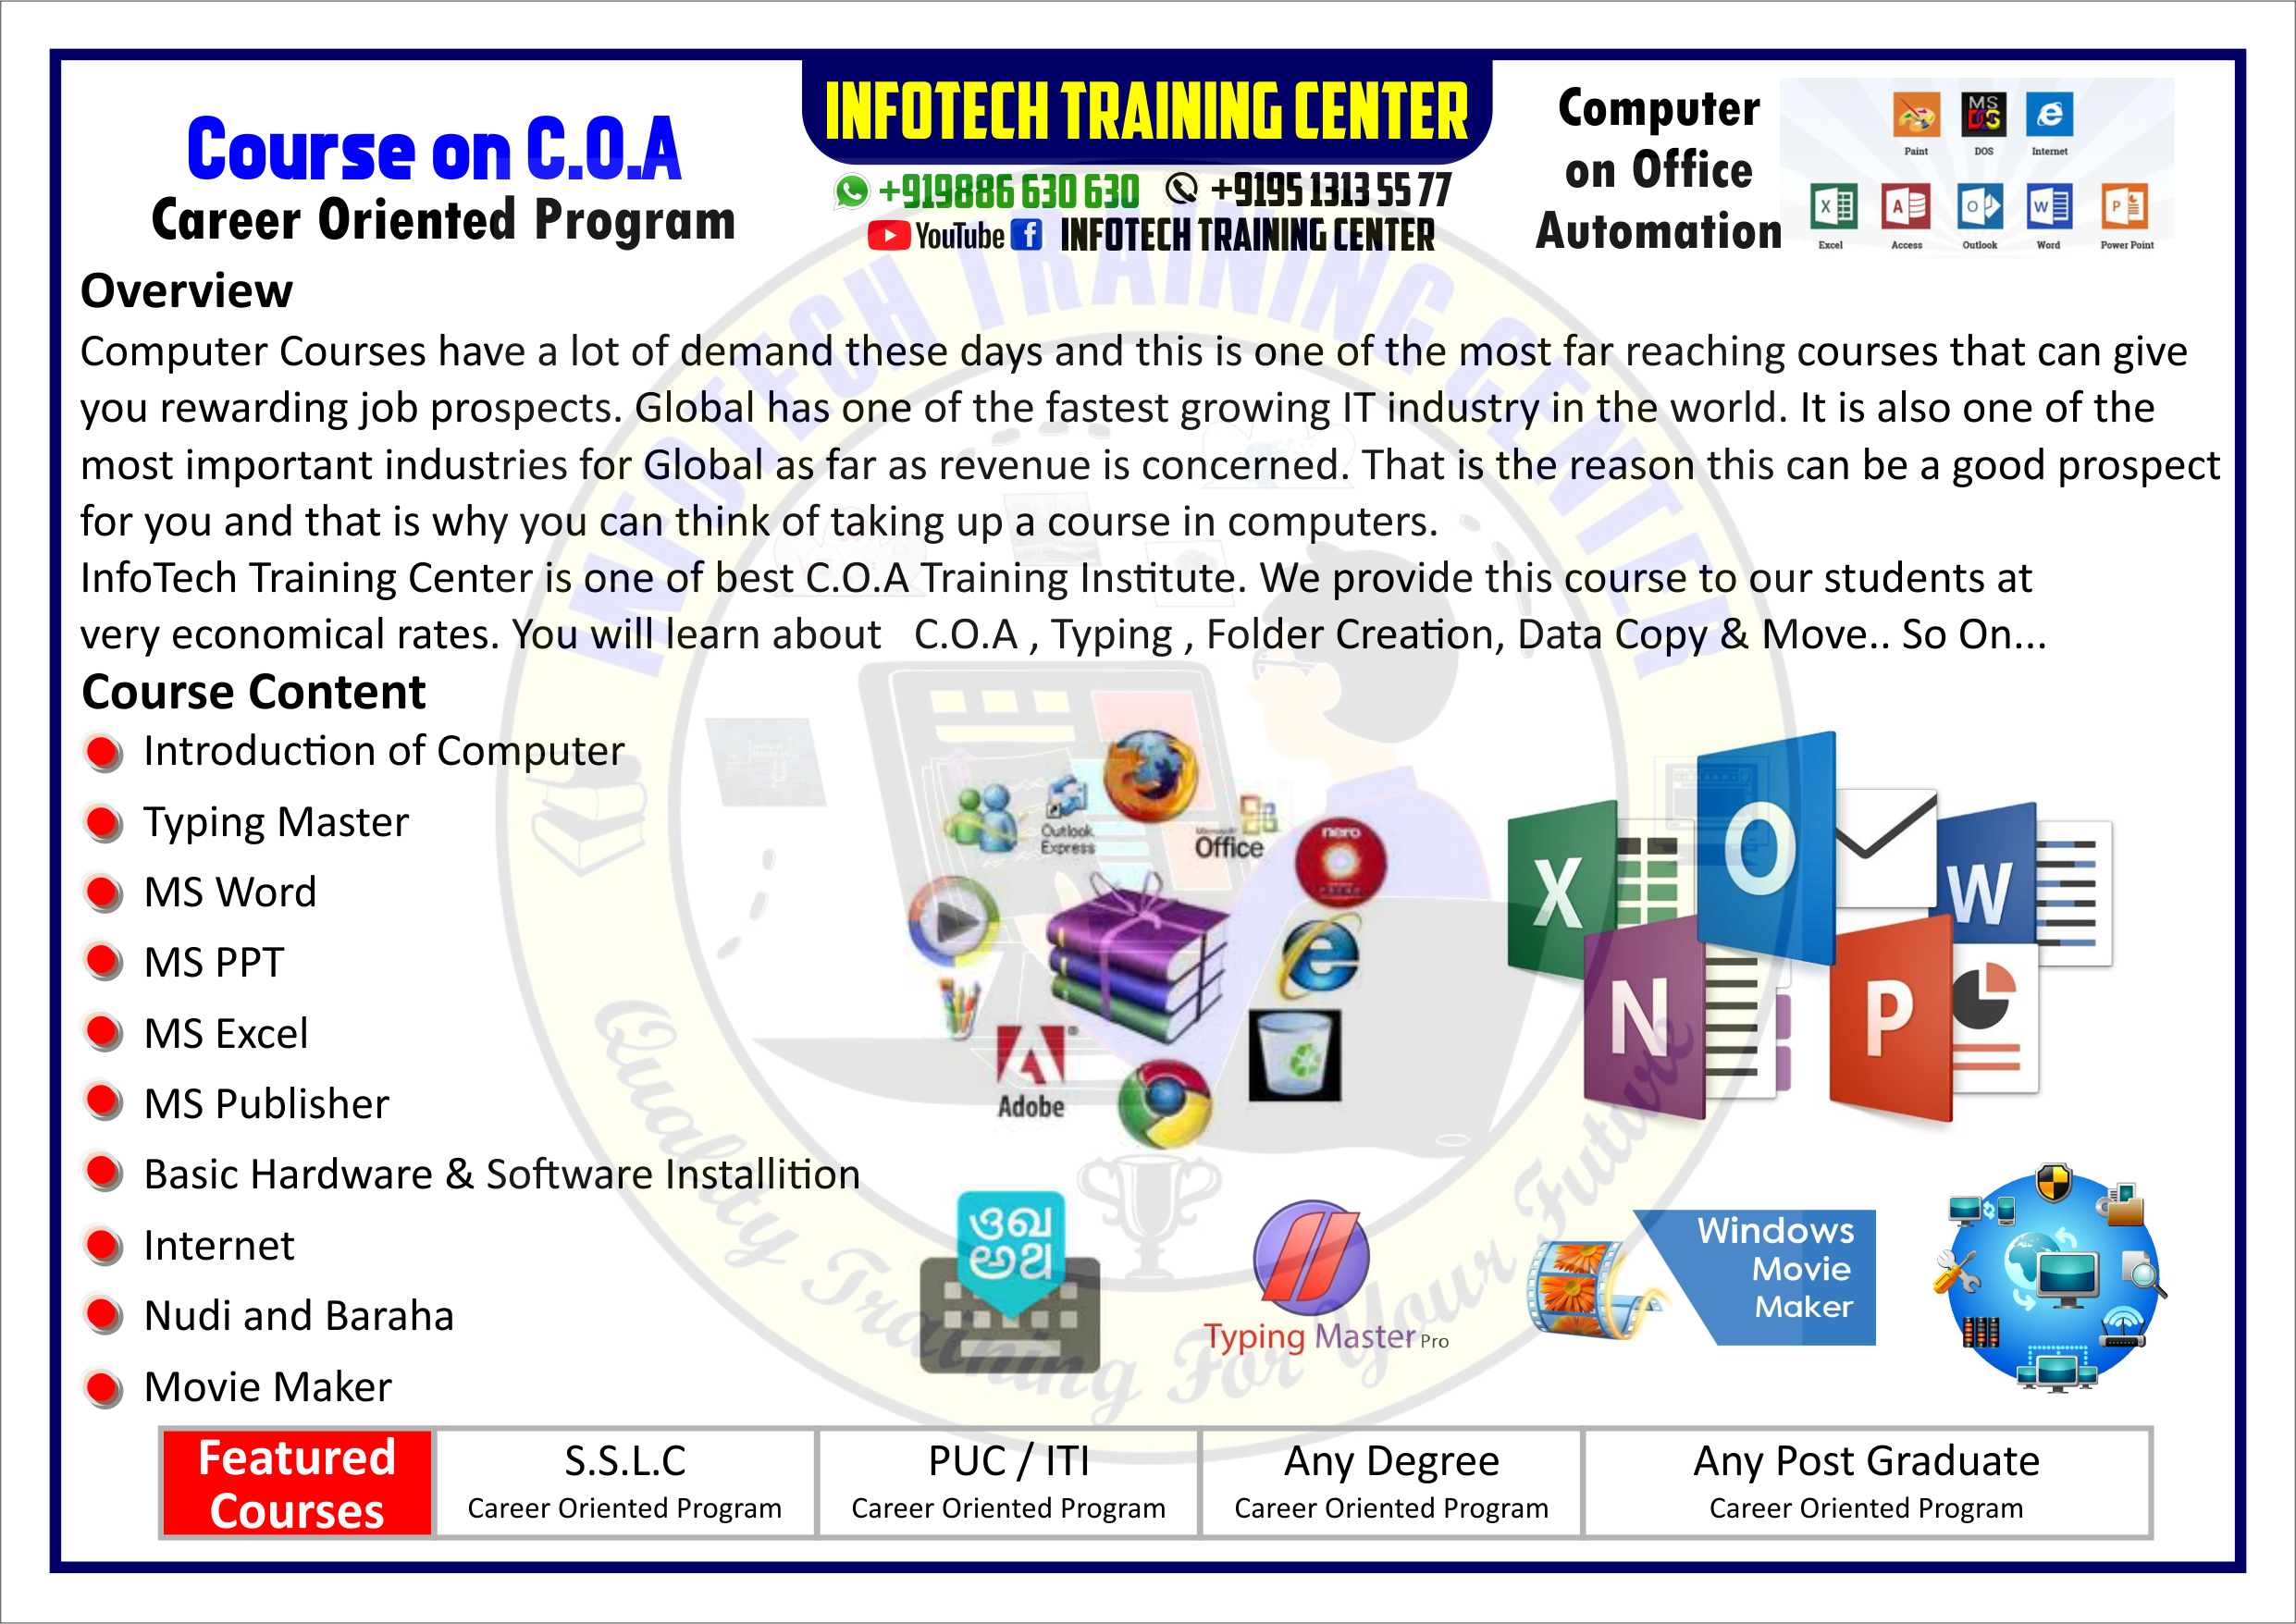 INFOTECH TRAINING CENTER
Course on C.O.A
Career Oriented Program
+919886 630 630 +9195 1313 55 77
YouTube f INFOTECH TRAINING CENTER
Computer
on Office
Automation
Paint DOS Internet
MS
Excel Access Outlook Word Power Point
Overview
Computer Courses have a lot of demand these days and this is one of the most far reaching courses that can give
you rewarding job prospects. Global has one of the fastest growing IT industry in the world. It is also one of the
most important industries for Global as far as revenue is concerned. That is the reason this can be a good prospect
for you and that is why you can think of taking up a course in computers.
InfoTech Training Center is one of best C.O.A Training Institute. We provide this course to our students at
very economical rates. You will learn about C.O.A , Typing , Folder Creation, Data Copy & Move.. So On...
Course Content
Introduction of Computer
Typing Master
MS Word
MS PPT
MS Excel
MS Publisher
Basic Hardware & Software Installition
Internet
Nudi and Baraha
Movie Maker
Outlook
Express
Microsoft
Office
nero
Adobe
X
O
W
N
P
Typing Master Pro
Windows
Movie
Maker
INFOTECH TRAINING CENTER
Quality Training For Your Future
Featured
Courses
S.S.L.C
Career Oriented Program
PUC / ITI
Career Oriented Program
Any Degree
Career Oriented Program
Any Post Graduate
Career Oriented Program